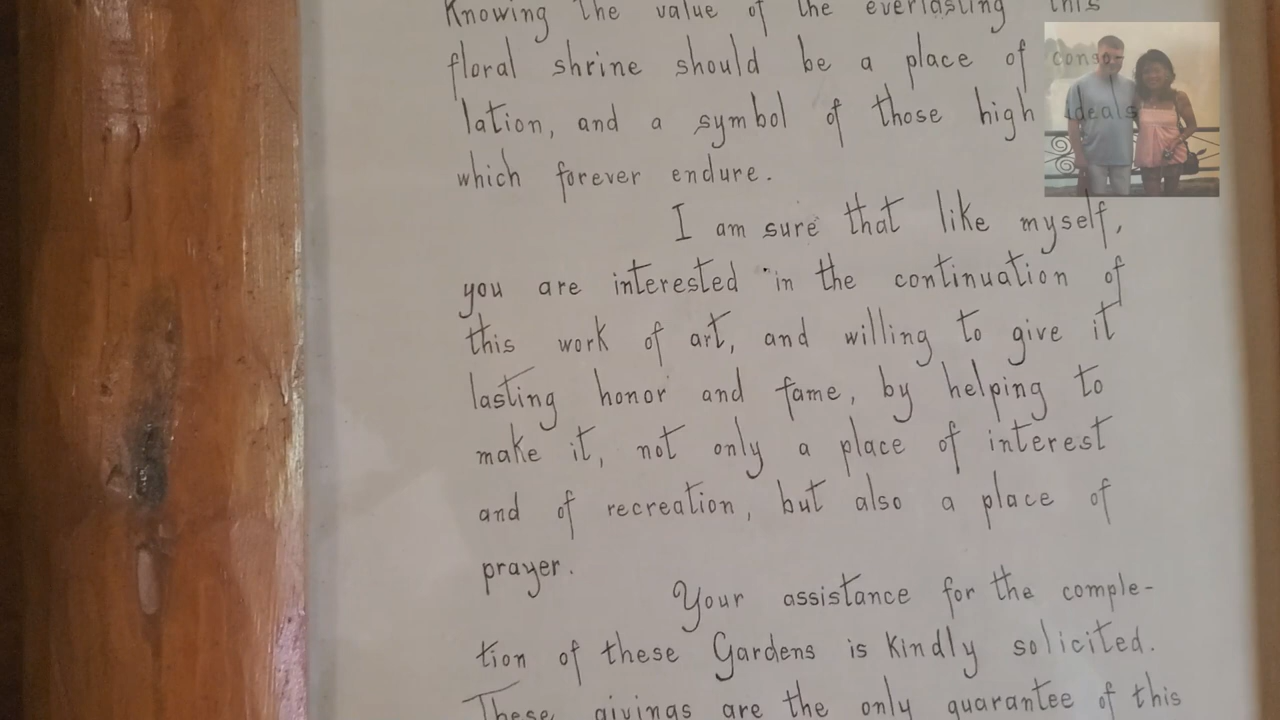 Knowing the value of the everlasting this
floral shrine should be a place of conso-
lation, and a symbol of those high ideals
which forever endure.
I am sure that like myself,
you are interested in the continuation of
this work of art, and willing to give it
lasting honor and fame, by helping to
make it, not only a place of interest
and of recreation, but also a place of
prayer.
Your assistance for the comple-
tion of these Gardens is kindly solicited.
These givings are the only guarantee of this